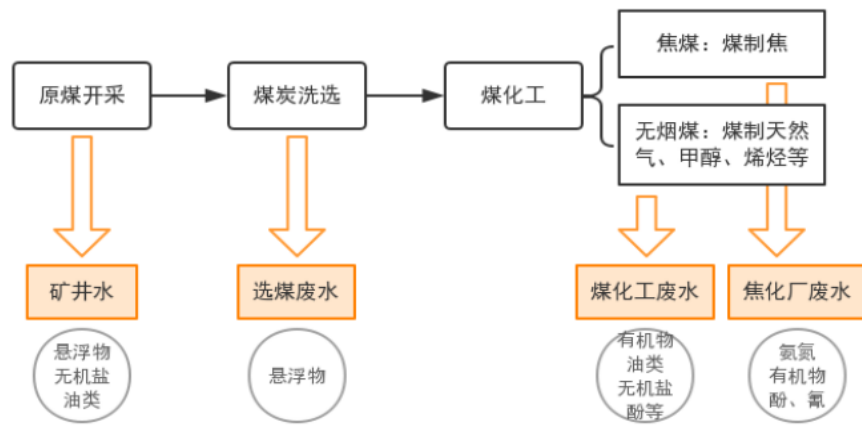 焦煤：煤制焦
原煤开采
煤炭洗选
煤化工
无烟煤：煤制天然
气、甲醇、烯烃等
矿井水
选煤废水
煤化工废水
焦化厂废水
悬浮物
无机盐
油类
悬浮物
有机物
油类
无机盐
酚等
氨氮
有机物
酚、氰